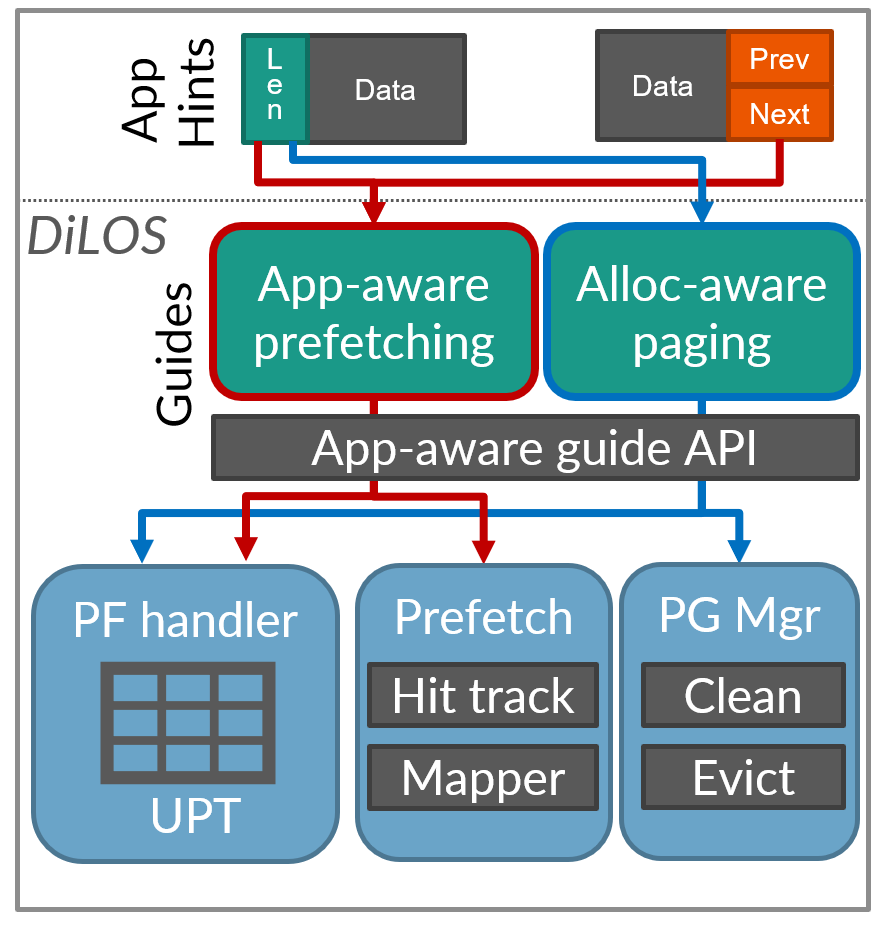 App
Hints
Len
Data
Data
Prev
Next
DiLOS
Guides
App-aware
prefetching
Alloc-aware
paging
App-aware guide API
PF handler
UPT
Prefetch
Hit track
Mapper
PG Mgr
Clean
Evict